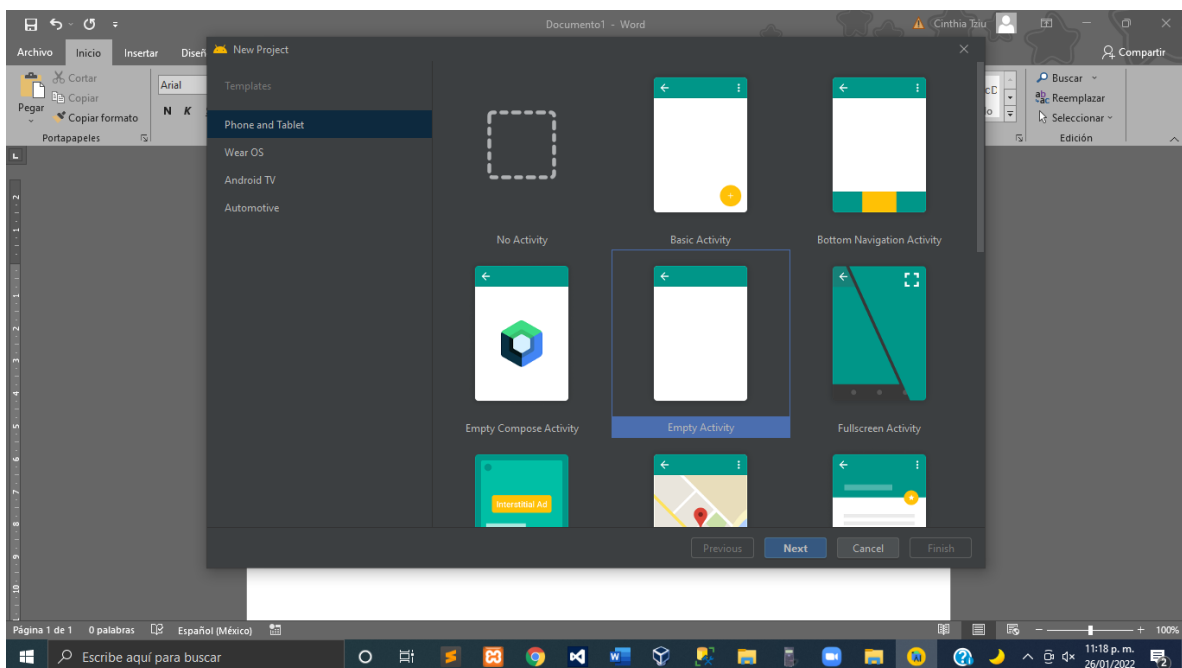 Documento1 - Word
Cinthia Tziu
Archivo
Inicio
Insertar
Diseñ
Compartir
Pegar
Cortar
Copiar
Copiar formato
Portapapeles
Arial
N K
Buscar
Reemplazar
Seleccionar
Edición
New Project
Templates
Phone and Tablet
Wear OS
Android TV
Automotive
No Activity
Basic Activity
Bottom Navigation Activity
Empty Compose Activity
Empty Activity
Fullscreen Activity
Interstitial Ad
Previous
Next
Cancel
Finish
Página 1 de 1
0 palabras
Español (México)
100%
Escribe aquí para buscar
11:18 p. m.
26/01/2022